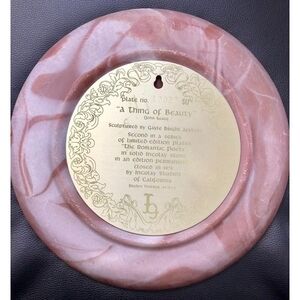 Plate no.
"A Thing of Beauty"
(John Keats)
Sculptured by Gayle Bright Appleby
Second in a series
of limited edition plates
"The Romantic Poets"
in solid Incolay Stone
in an edition permanently
closed in 1978
by Incolay Studios
of California